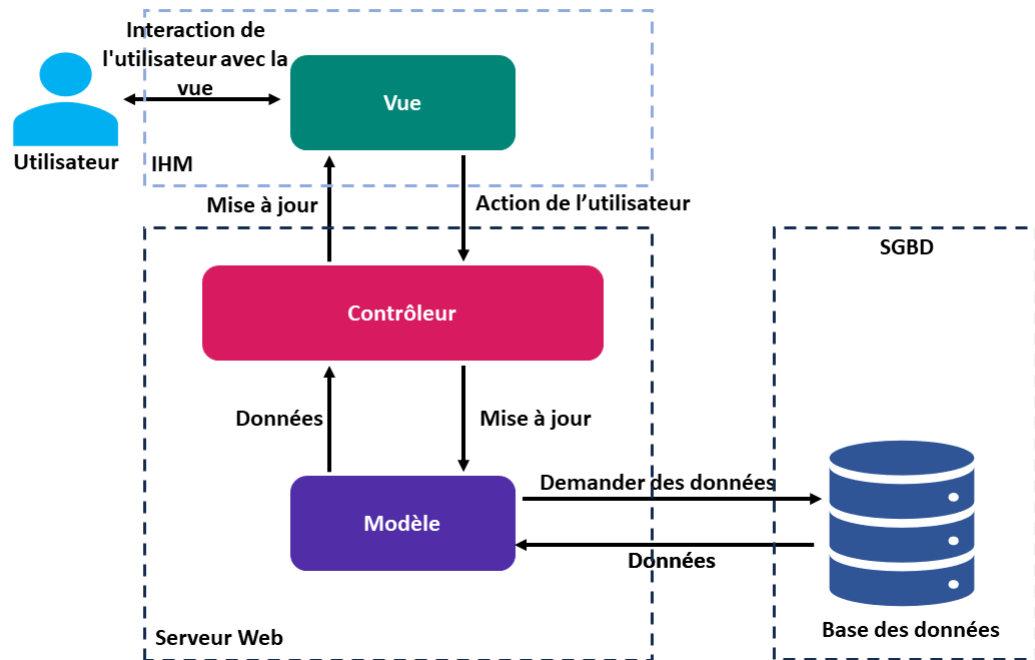 Interaction de
l'utilisateur avec la
vue
Vue
Utilisateur
IHM
Mise à jour
Action de l’utilisateur
SGBD
Contrôleur
Données
Mise à jour
Demander des données
Modèle
Données
Base des données
Serveur Web